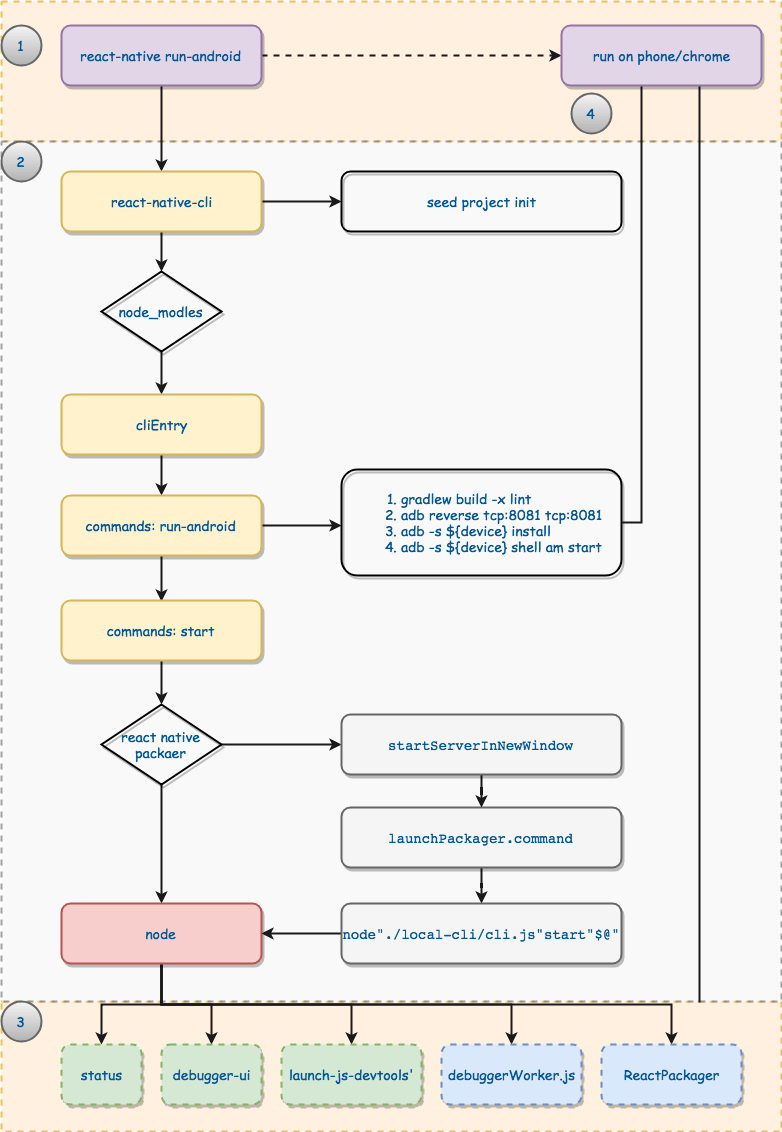 1
react-native run-android
run on phone/chrome
4
2
react-native-cli
seed project init
node_modles
cliEntry
commands: run-android
1. gradlew build -x lint
2. adb reverse tcp:8081 tcp:8081
3. adb -s ${device} install
4. adb -s ${device} shell am start
commands: start
react native
packaer
startServerInNewWindow
launchPackager.command
node
node"./local-cli/cli.js"start"$@"
3
status
debugger-ui
launch-js-devtools'
debuggerWorker.js
ReactPackager